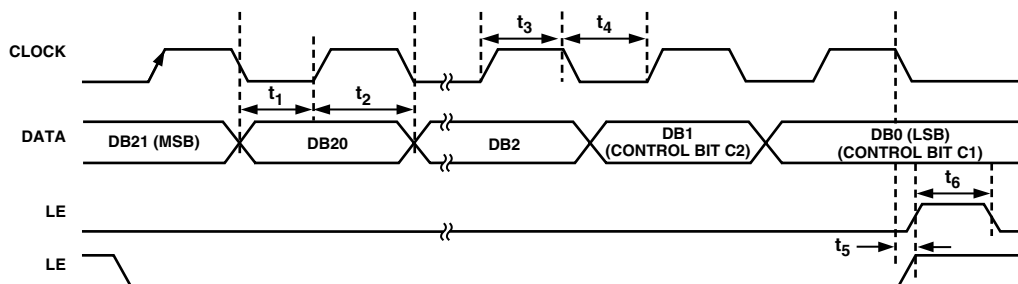 t3
t4
CLOCK
t1
t2
DATA
DB21 (MSB)
DB20
DB2
DB1
(CONTROL BIT C2)
DB0 (LSB)
(CONTROL BIT C1)
t6
LE
t5
LE